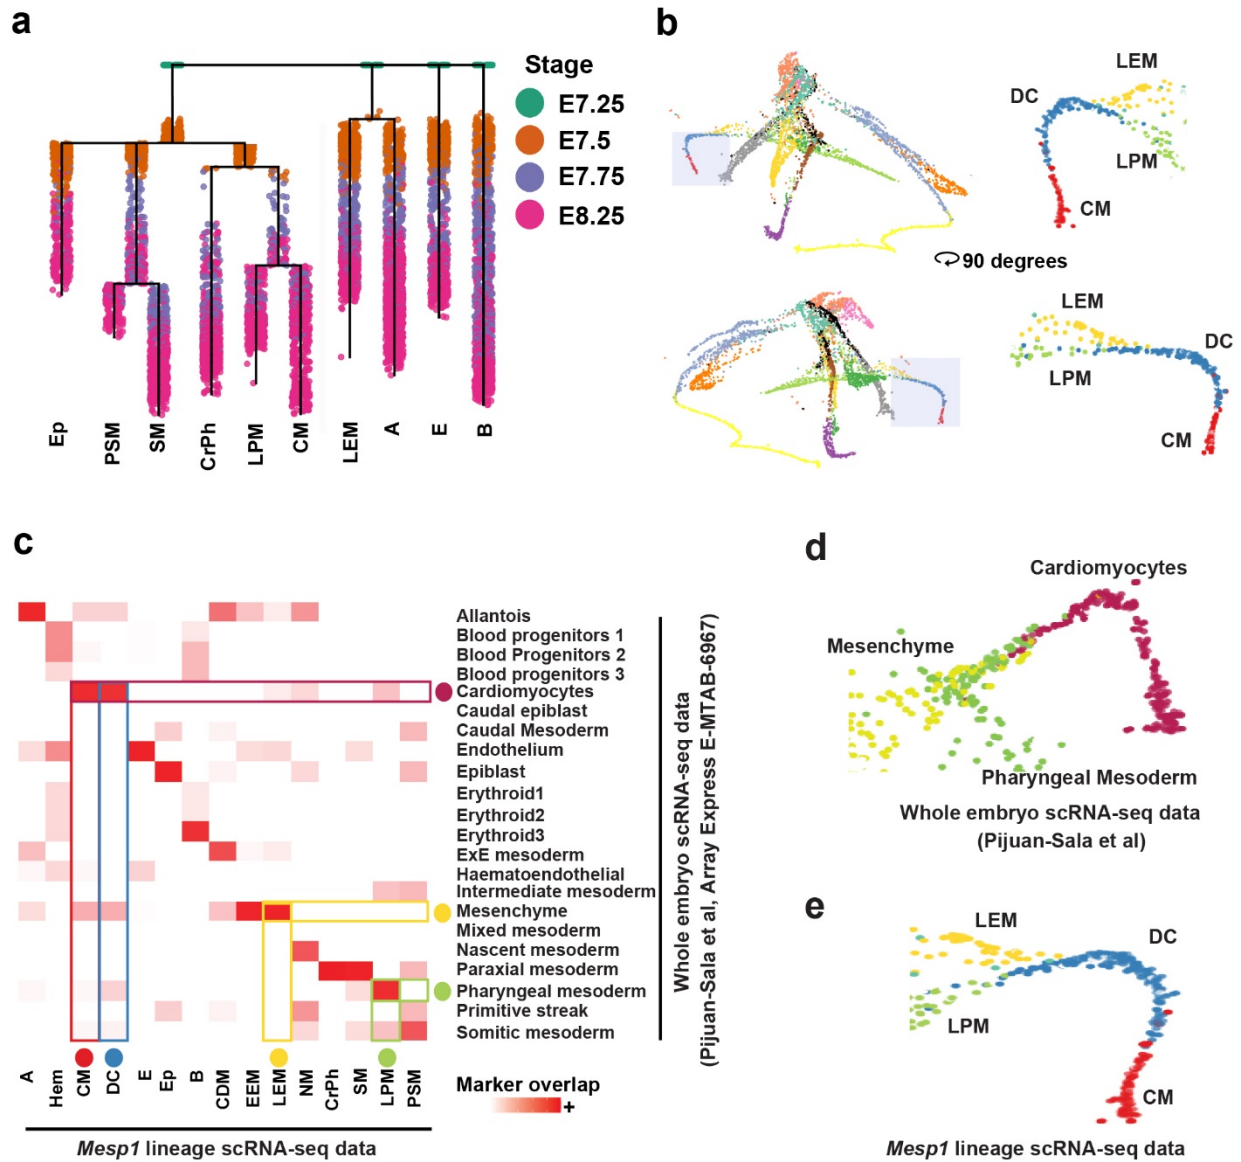 a
Stage
E7.25
E7.5
E7.75
E8.25
Ep
PSM
SM
CrPh
LPM
CM
LEM
A
E
B
b
LEM
DC
LPM
CM
90 degrees
LEM
DC
LPM
CM
c
Allantois
Blood progenitors 1
Blood Progenitors 2
Blood progenitors 3
Cardiomyocytes
Caudal epiblast
Caudal Mesoderm
Endothelium
Epiblast
Erythroid1
Erythroid2
Erythroid3
ExE mesoderm
Haematoendothelial
Intermediate mesoderm
Mesenchyme
Mixed mesoderm
Nascent mesoderm
Paraxial mesoderm
Pharyngeal mesoderm
Primitive streak
Somitic mesoderm
Whole embryo scRNA-seq data
(Pijuan-Sala et al, Array Express E-MTAB-6967)
A
Hem
CM
DC
E
Ep
B
CDM
EEM
LEM
NM
CrPh
SM
LPM
PSM
Marker overlap
+
Mesp1 lineage scRNA-seq data
d
Cardiomyocytes
Mesenchyme
Pharyngeal Mesoderm
Whole embryo scRNA-seq data
(Pijuan-Sala et al)
e
LEM
DC
LPM
CM
Mesp1 lineage scRNA-seq data